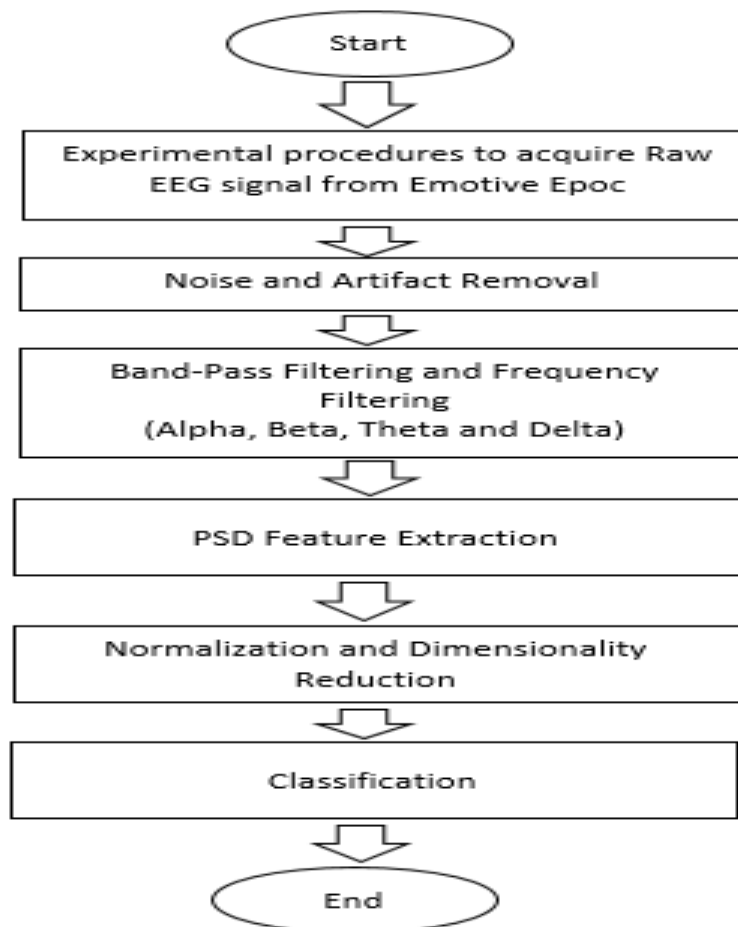 Start
Experimental procedures to acquire Raw
EEG signal from Emotive Epoc
Noise and Artifact Removal
Band-Pass Filtering and Frequency
Filtering
(Alpha, Beta, Theta and Delta)
PSD Feature Extraction
Normalization and Dimensionality
Reduction
Classification
End